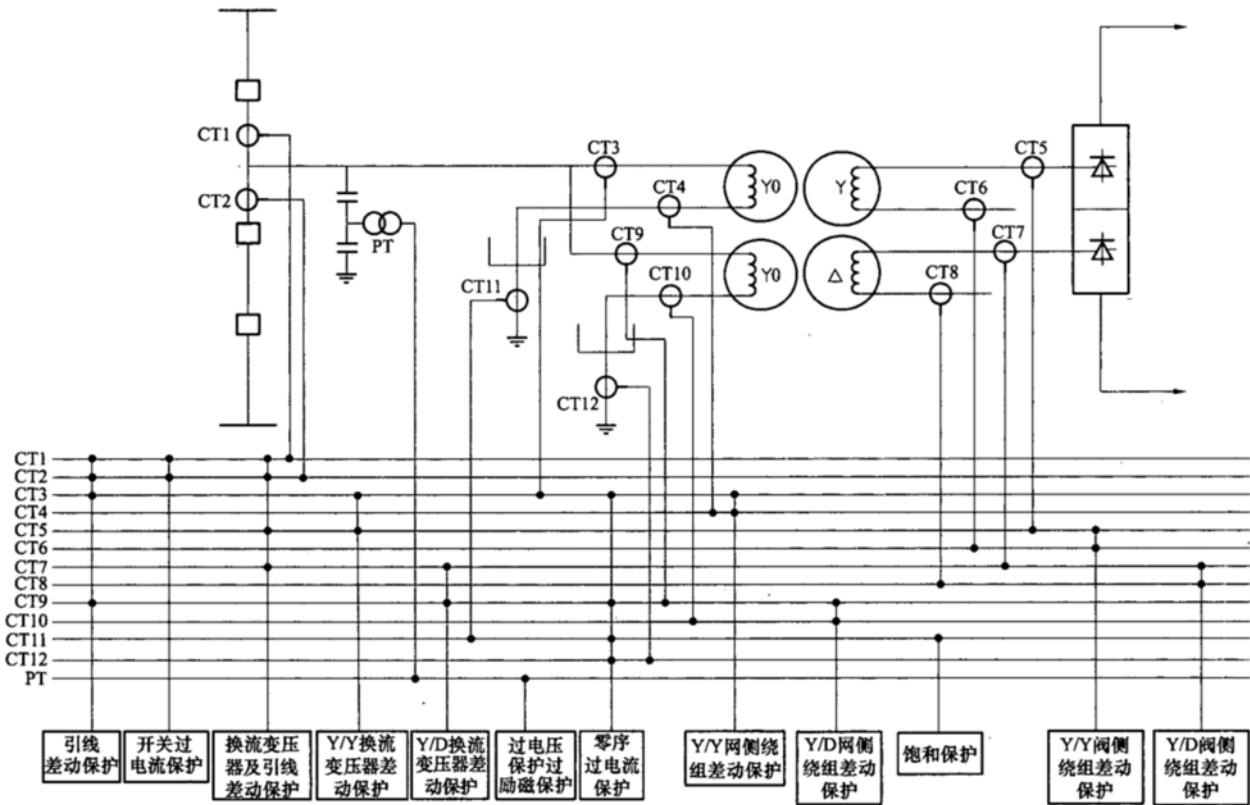 CT1
CT2
PT
CT3
CT4
CT9
CT10
CT11
CT12
Y0
Y
Y0
△
CT5
CT6
CT7
CT8
CT1
CT2
CT3
CT4
CT5
CT6
CT7
CT8
CT9
CT10
CT11
CT12
PT
引线
差动保护
开关过
电流保护
换流变压
器及引线
差动保护
Y/Y换流
变压器差
动保护
Y/D换流
变压器差
动保护
过电压
保护过
励磁保护
零序
过电流
保护
Y/Y网侧绕
组差动保护
Y/D网侧
绕组差动
保护
饱和保护
Y/Y阀侧
绕组差动
保护
Y/D阀侧
绕组差动
保护